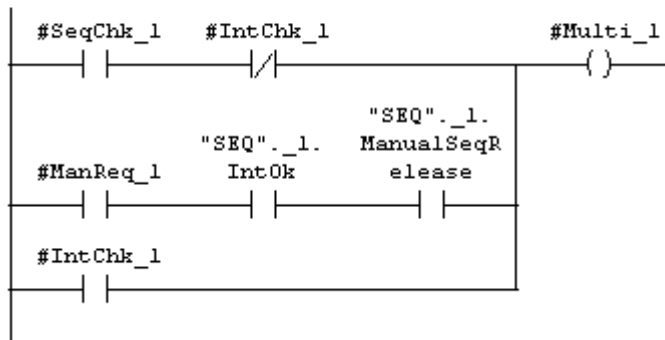 #SeqChk_1 #IntChk_1 #Multi_1
"SEQ"._1.
"SEQ"._1. ManualSeqR
#ManReq_1 IntOk elease
#IntChk_1